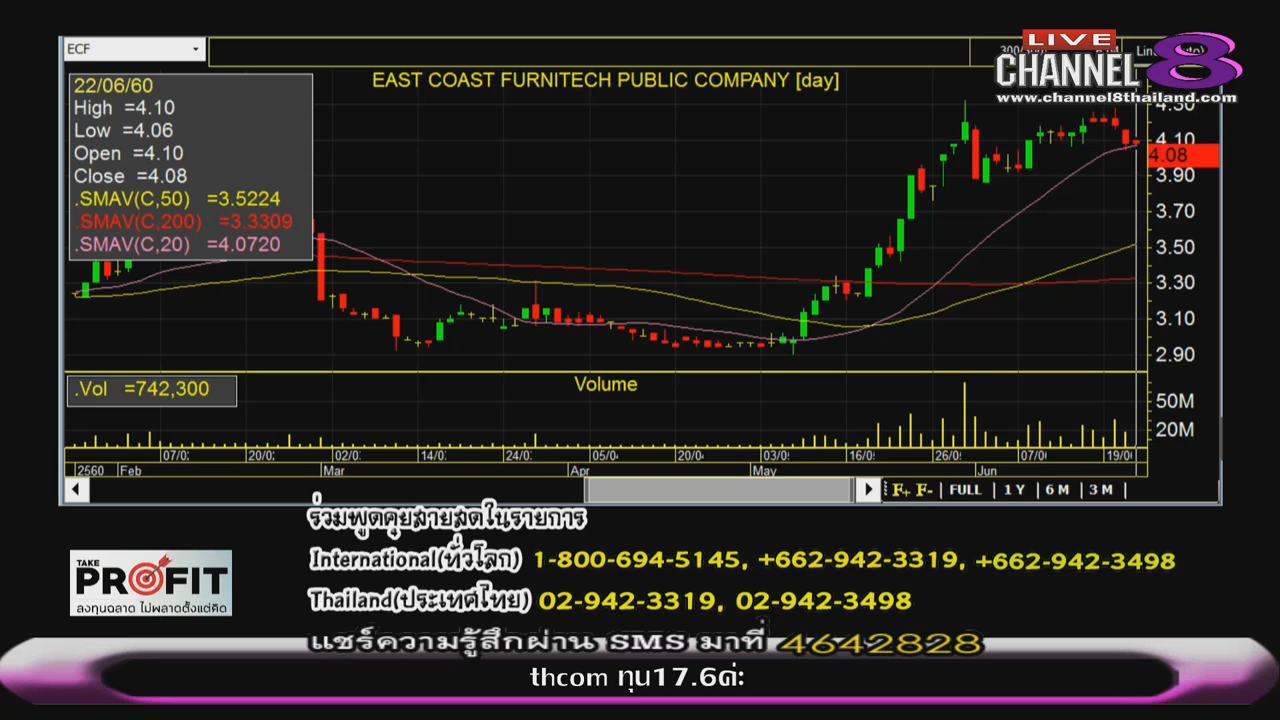 ECF
LIVE
CHANNEL 8
www.channel8thailand.com
EAST COAST FURNITECH PUBLIC COMPANY [day]
22/06/60
High =4.10
Low =4.06
Open =4.10
Close =4.08
.SMAV(C,50) =3.5224
.SMAV(C,200) =3.3309
.SMAV(C,20) =4.0720
4.30
4.10
4.08
3.90
3.70
3.50
3.30
3.10
2.90
.Vol =742,300
Volume
50M
20M
07/0 20/0 02/0 14/0 24/0 05/0 20/0 03/0 16/0 26/0 07/0 19/0
2560 Feb Mar Apr May Jun
F+ F- FULL 1 Y 6 M 3 M
ร่วมพูดคุยสายสดในรายการ
International(ทั่วโลก) 1-800-694-5145, +662-942-3319, +662-942-3498
TAKE PROFIT
ลงทุนฉลาด ไม่พลาดตั้งแต่คิด
Thailand(ประเทศไทย) 02-942-3319, 02-942-3498
แชร์ความรู้สึกผ่าน SMS มาที่ 4642828
thcom ทุน17.6ค่ะ